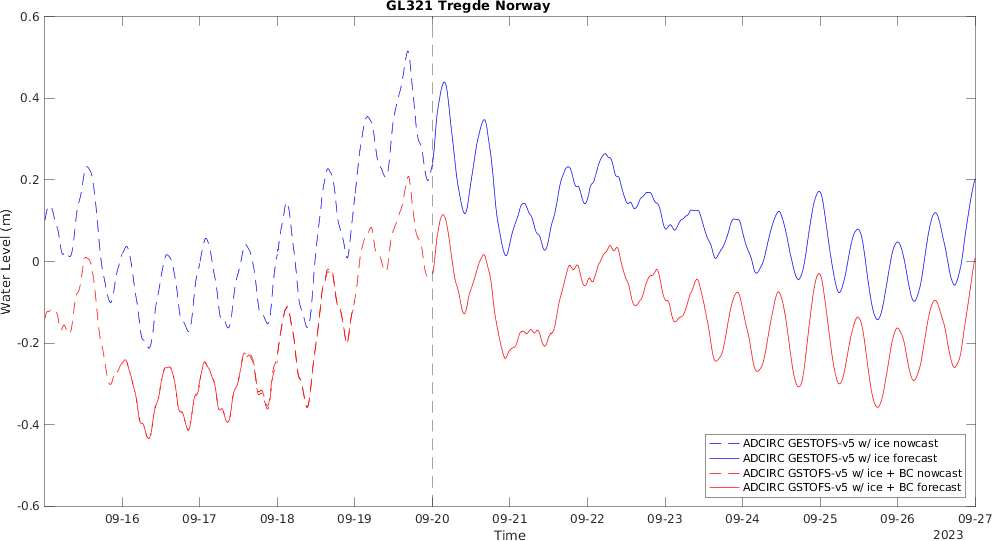 GL321 Tregde Norway
0.6
0.4
0.2
0
-0.2
-0.4
-0.6
Water Level (m)
ADCIRC GESTOFS-v5 w/ ice nowcast
ADCIRC GESTOFS-v5 w/ ice forecast
ADCIRC GSTOFS-v5 w/ ice + BC nowcast
ADCIRC GSTOFS-v5 w/ ice + BC forecast
09-16 09-17 09-18 09-19 09-20 09-21 09-22 09-23 09-24 09-25 09-26 09-27
Time
2023